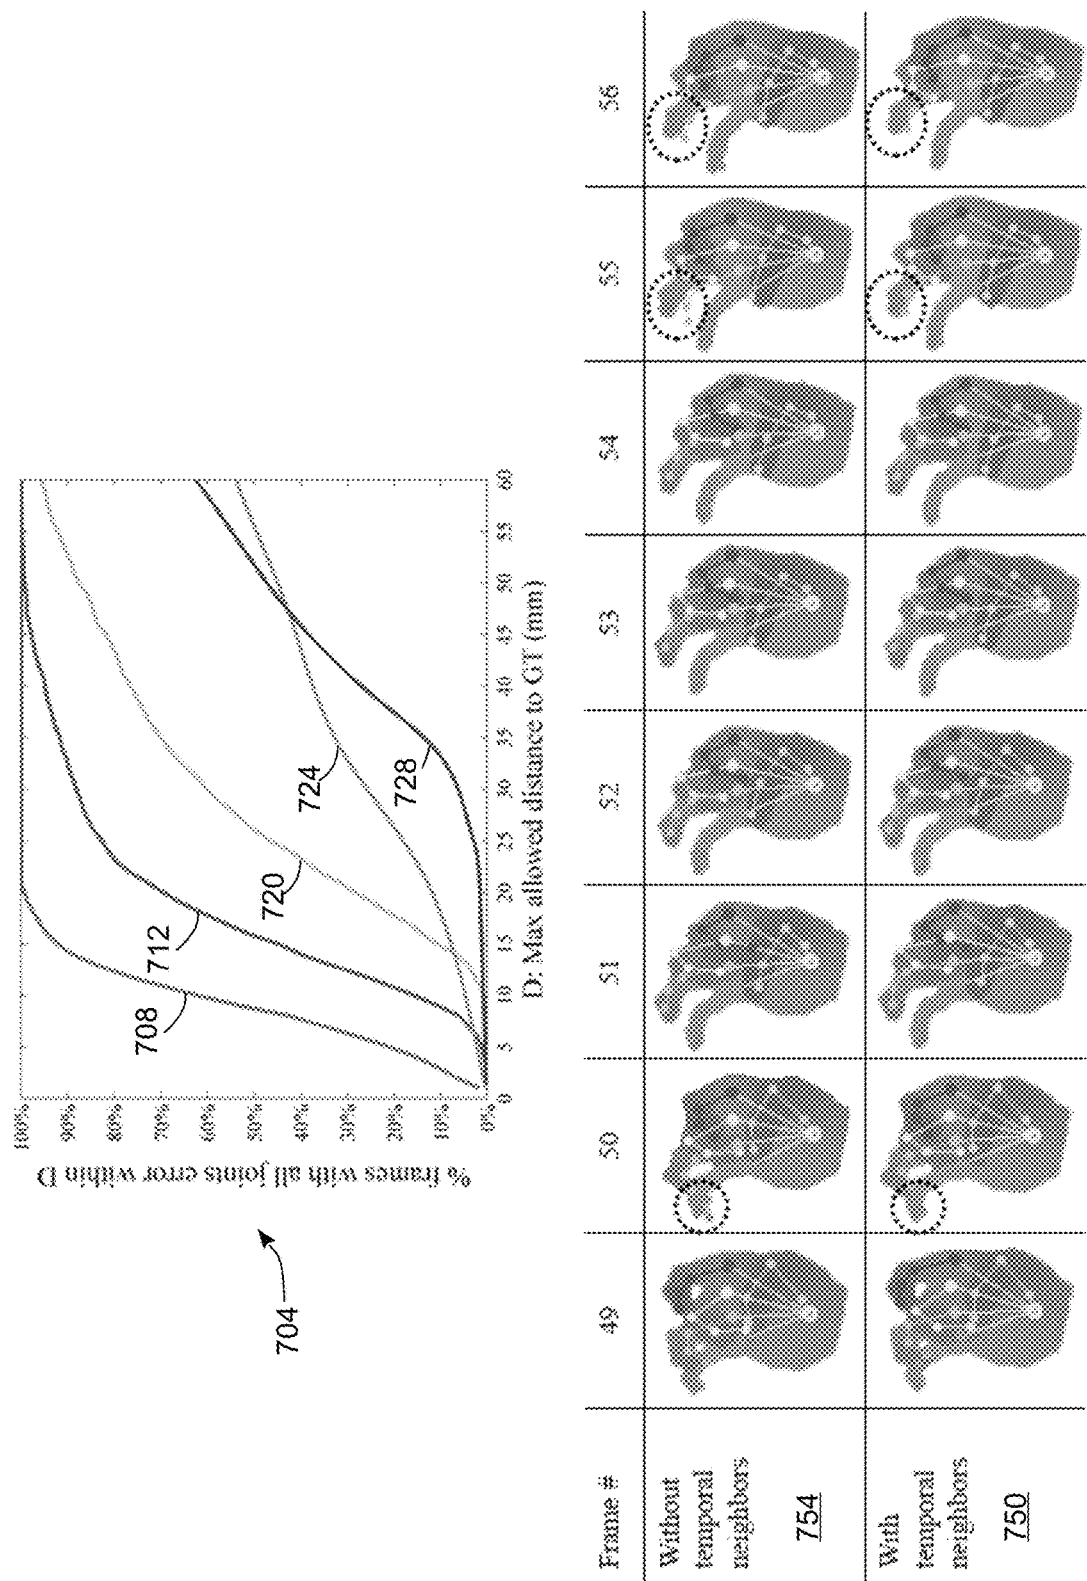 704
% frames with all joints error within D
100%
90%
80%
70%
60%
50%
40%
30%
20%
10%
0%
708
712
720
724
728
0 5 10 15 20 25 30 35 40 45 50 55 60
D: Max allowed distance to GT (mm)
Frame # 49 50 51 52 53 54 55 56
Without
temporal
neighbors
754
With
temporal
neighbors
750